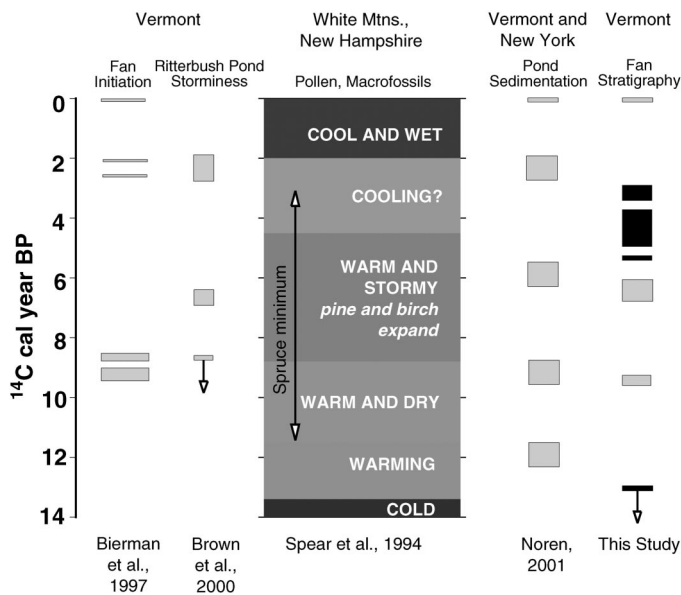 Vermont
White Mtns.,
New Hampshire
Vermont and
New York
Vermont
Fan
Initiation
Ritterbush Pond
Storminess
Pollen, Macrofossils
Pond
Sedimentation
Fan
Stratigraphy
14C cal year BP
0
2
4
6
8
10
12
14
COOL AND WET
COOLING?
WARM AND
STORMY
pine and birch
expand
Spruce minimum
WARM AND DRY
WARMING
COLD
Bierman
et al.,
1997
Brown
et al.,
2000
Spear et al., 1994
Noren,
2001
This Study